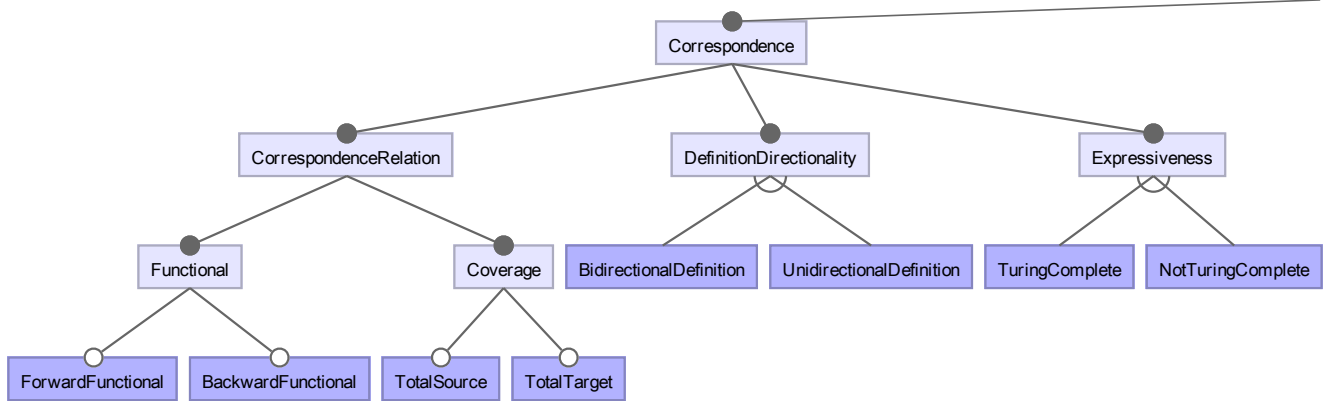 Correspondence
CorrespondenceRelation
DefinitionDirectionality
Expressiveness
Functional
Coverage
BidirectionalDefinition
UnidirectionalDefinition
TuringComplete
NotTuringComplete
ForwardFunctional
BackwardFunctional
TotalSource
TotalTarget